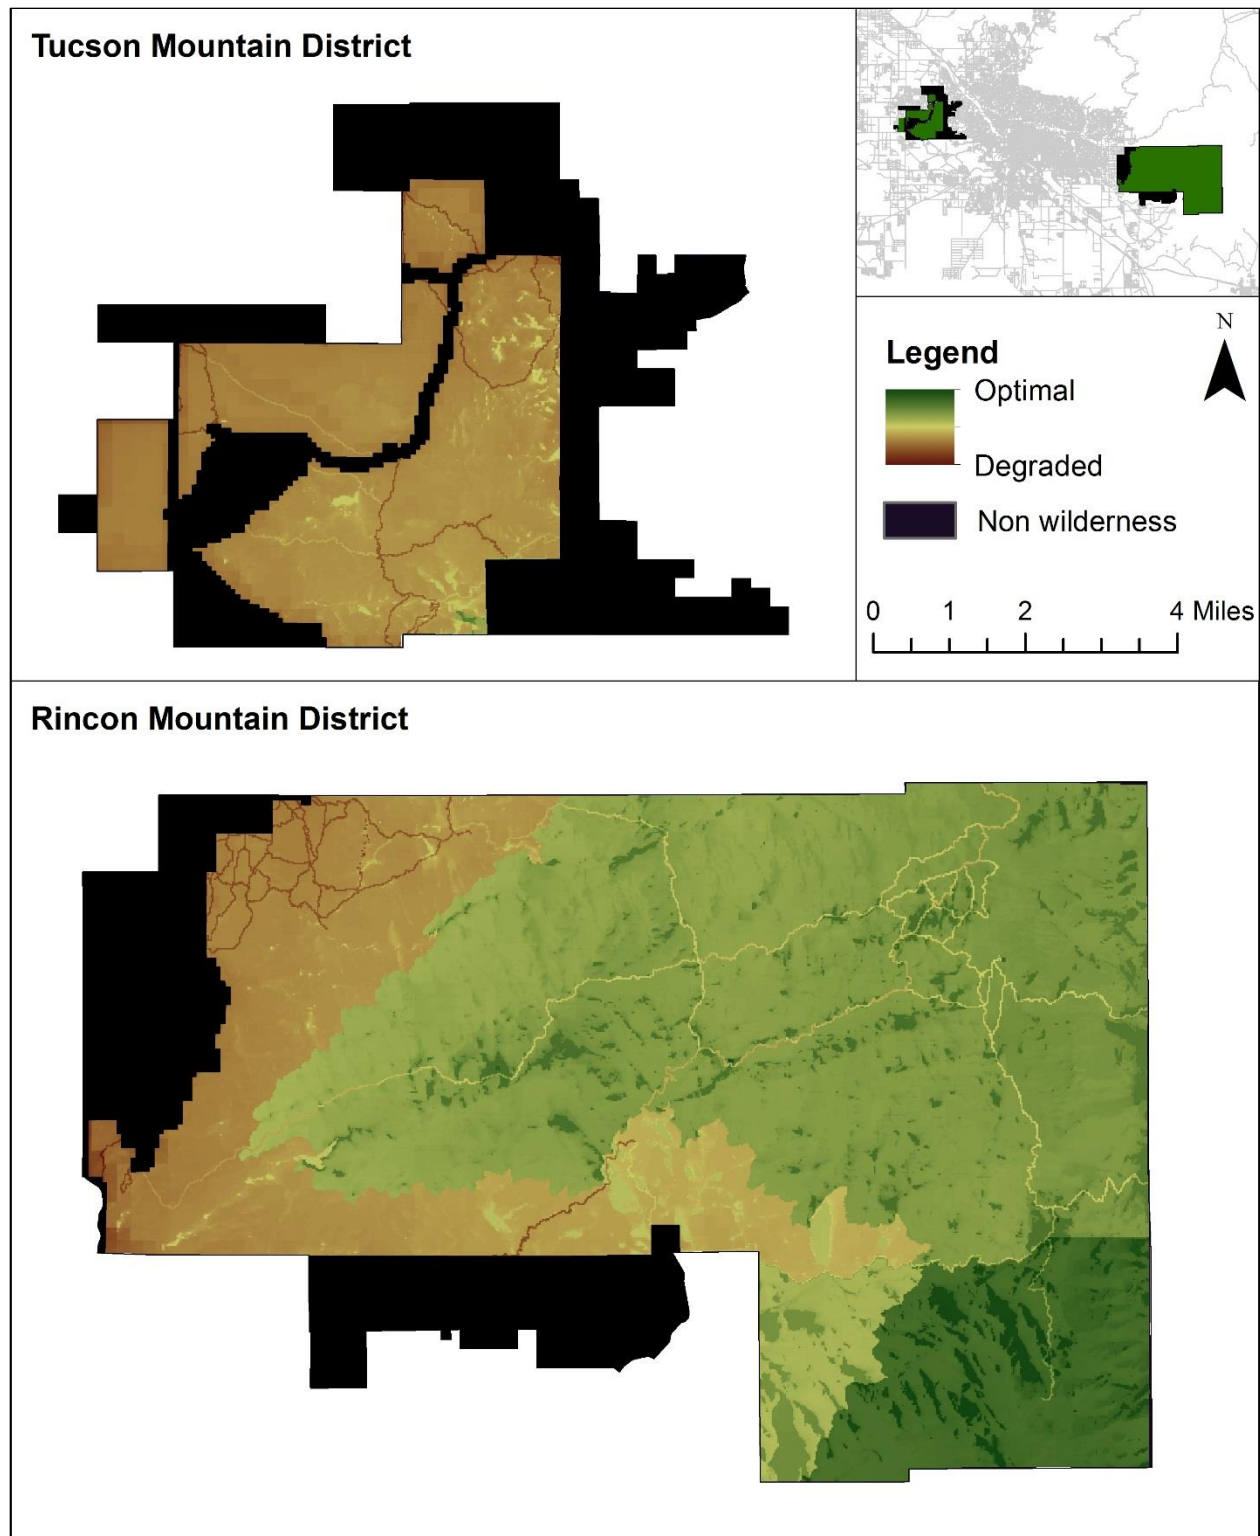 Tucson Mountain District
N
Legend
Optimal
Degraded
Non wilderness
0 1 2 4 Miles
Rincon Mountain District